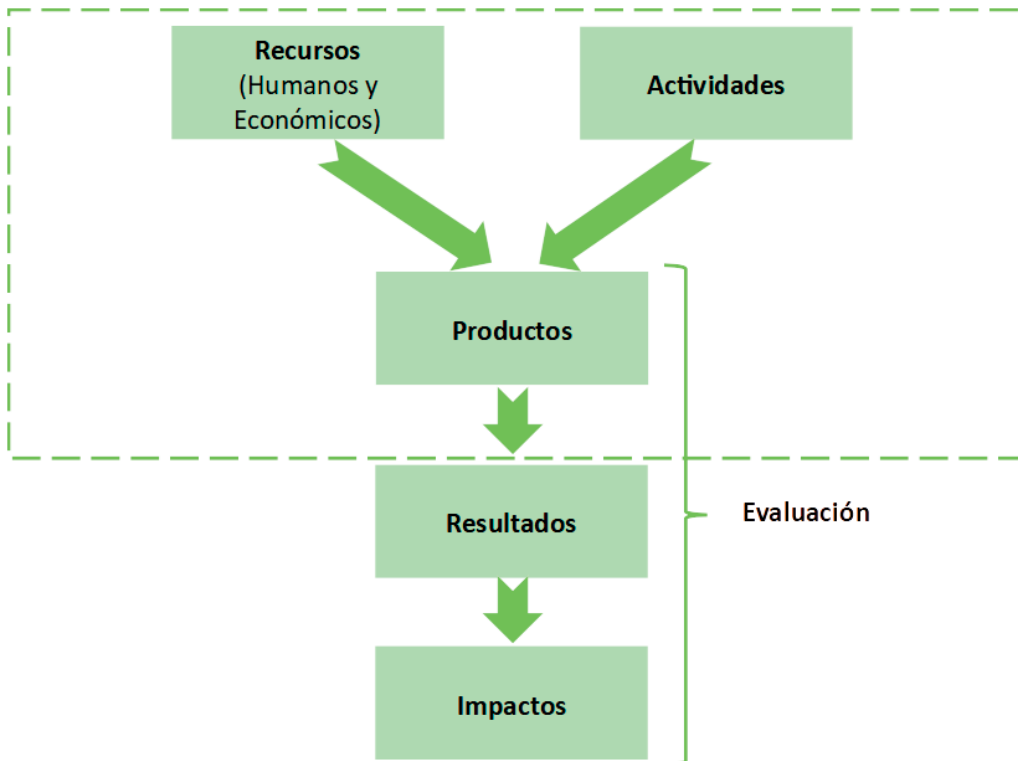 Recursos
(Humanos y
Económicos)
Actividades
Productos
Resultados
Evaluación
Impactos